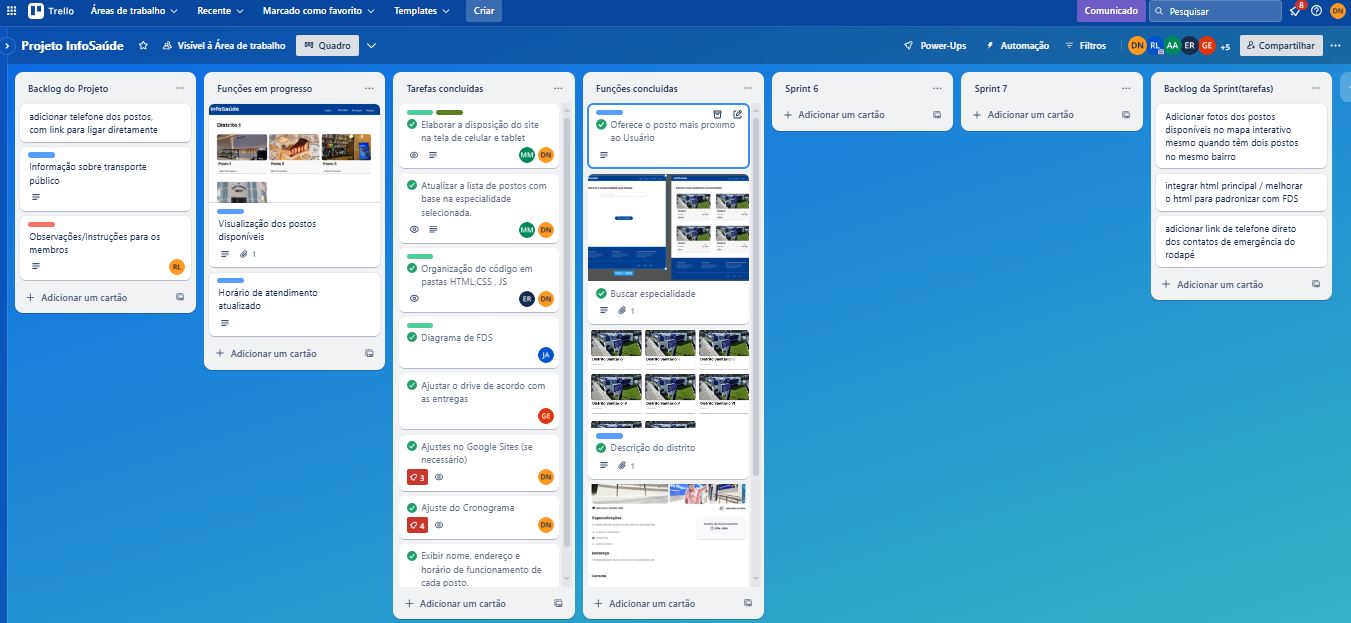 Trello
Áreas de trabalho
Recente
Marcado como favorito
Templates
Criar
Comunicado
Pesquisar
8
DN
Projeto InfoSaúde
Visível à Área de trabalho
Quadro
Power-Ups
Automação
Filtros
DN
RL
AA
ER
GE
+5
Compartilhar
Backlog do Projeto
adicionar telefone dos postos,
com link para ligar diretamente
Informação sobre transporte
público
Observações/Instruções para os
membros
RL
Adicionar um cartão
Funções em progresso
InfoSaúde
Distrito 1
Posto 1
Posto 2
Posto 3
Visualização dos postos
disponíveis
1
Horário de atendimento
atualizado
Adicionar um cartão
Tarefas concluídas
Elaborar a disposição do site
na tela de celular e tablet
MM
DN
Atualizar a lista de postos com
base na especialidade
selecionada.
MM
DN
Organização do código em
pastas HTML,CSS , JS
ER
DN
Diagrama de FDS
JA
Ajustar o drive de acordo com
as entregas
GE
Ajustes no Google Sites (se
necessário)
3
DN
Ajuste do Cronograma
4
DN
Exibir nome, endereço e
horário de funcionamento de
cada posto.
Adicionar um cartão
Funções concluídas
Oferece o posto mais próximo
ao Usuário
Buscar especialidade
1
Descrição do distrito
1
Especializações
Endereço
Contato
Adicionar um cartão
Sprint 6
Adicionar um cartão
Sprint 7
Adicionar um cartão
Backlog da Sprint(tarefas)
Adicionar fotos dos postos
disponíveis no mapa interativo
mesmo quando têm dois postos
no mesmo bairro
integrar html principal / melhorar
o html para padronizar com FDS
adicionar link de telefone direto
dos contatos de emergência do
rodapé
Adicionar um cartão